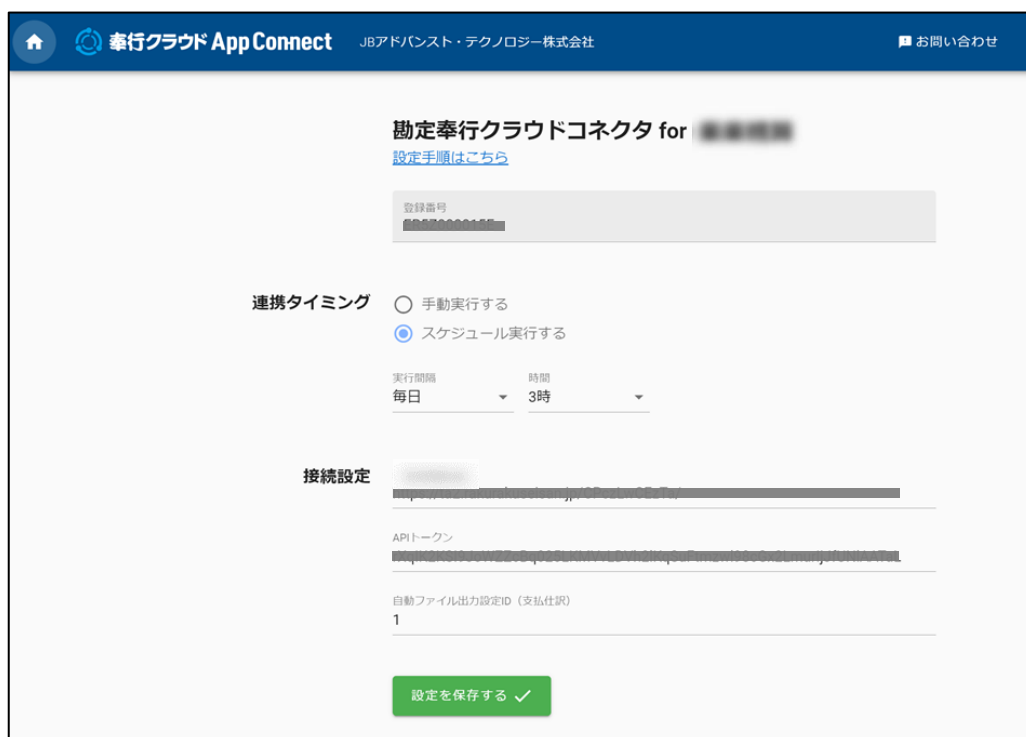 奉行クラウド App Connect
JBアドバンスト・テクノロジー株式会社
お問い合わせ
勘定奉行クラウドコネクタ for
設定手順はこちら
登録番号
連携タイミング
手動実行する
スケジュール実行する
実行間隔
時間
毎日
3時
接続設定
APIトークン
自動ファイル出力設定ID（支払仕訳）
1
設定を保存する